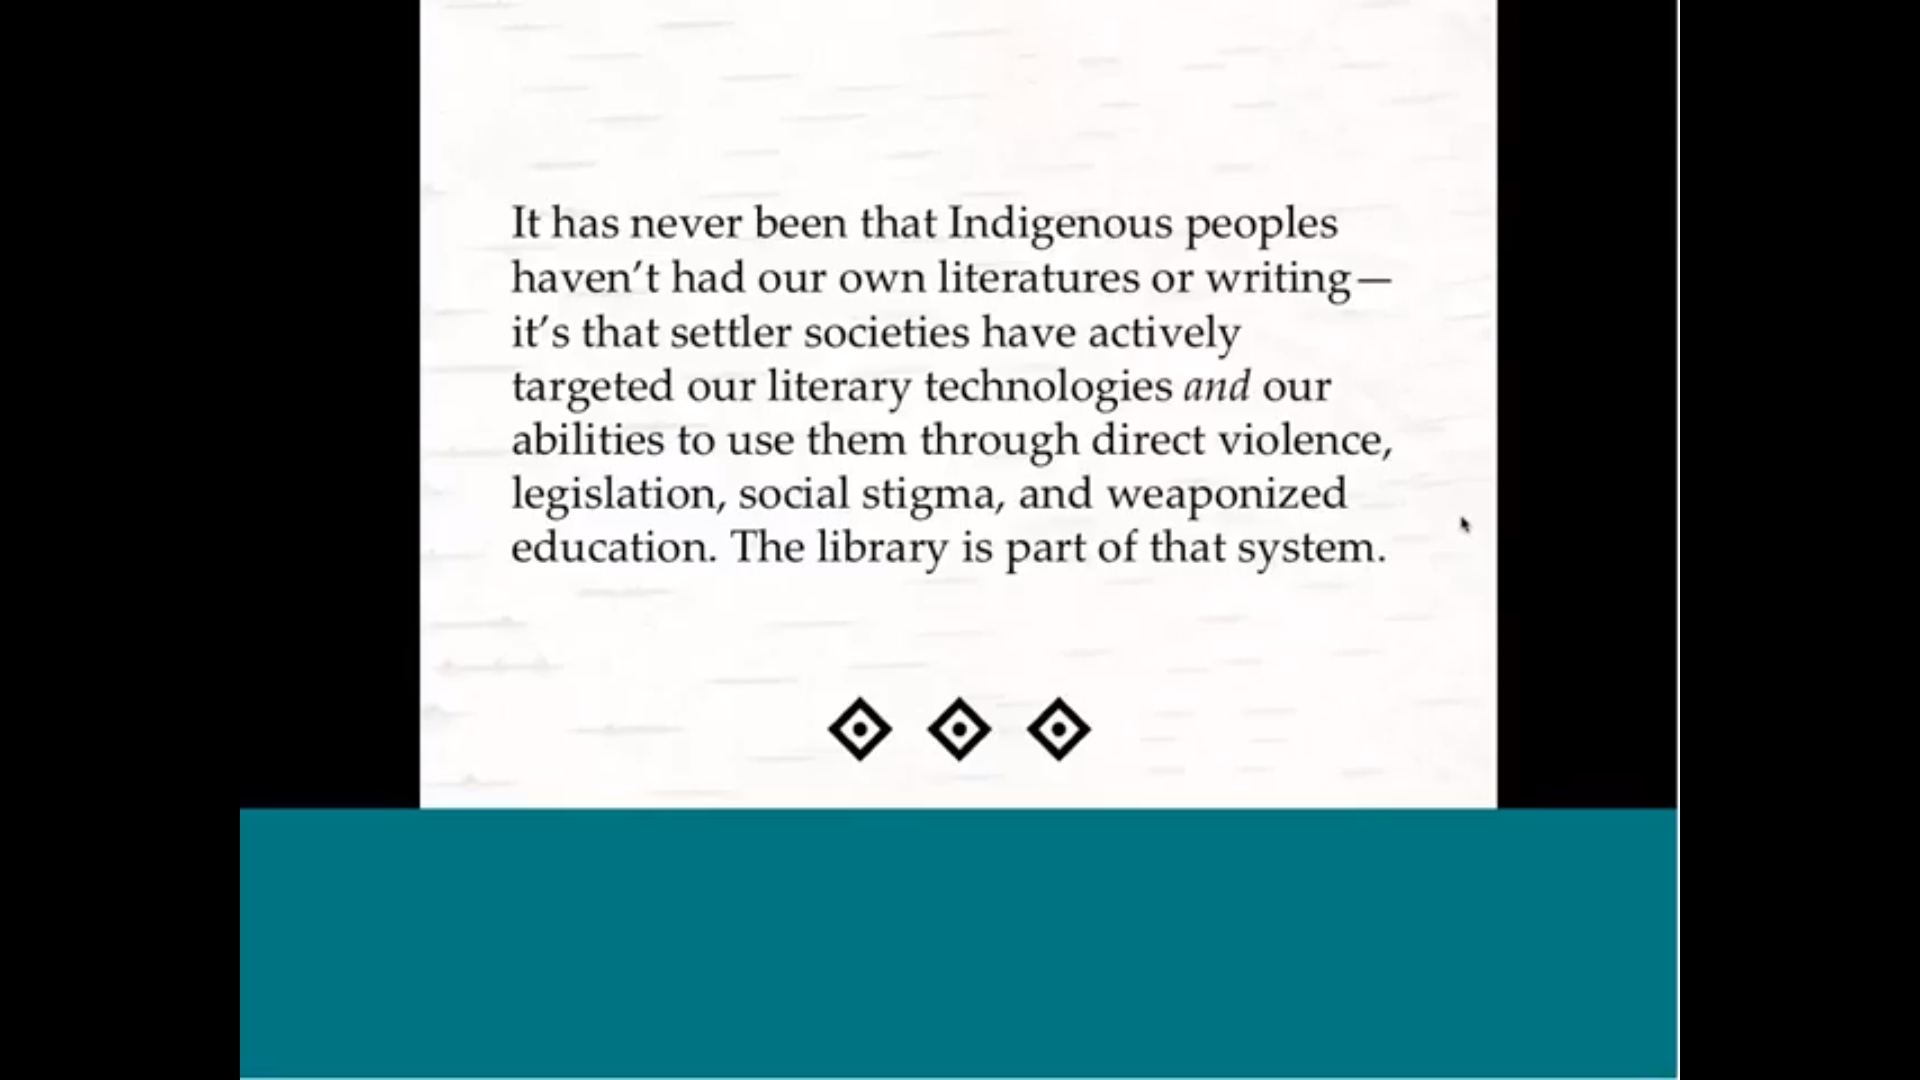 It has never been that Indigenous peoples
haven’t had our own literatures or writing—
it’s that settler societies have actively
targeted our literary technologies and our
abilities to use them through direct violence,
legislation, social stigma, and weaponized
education. The library is part of that system.